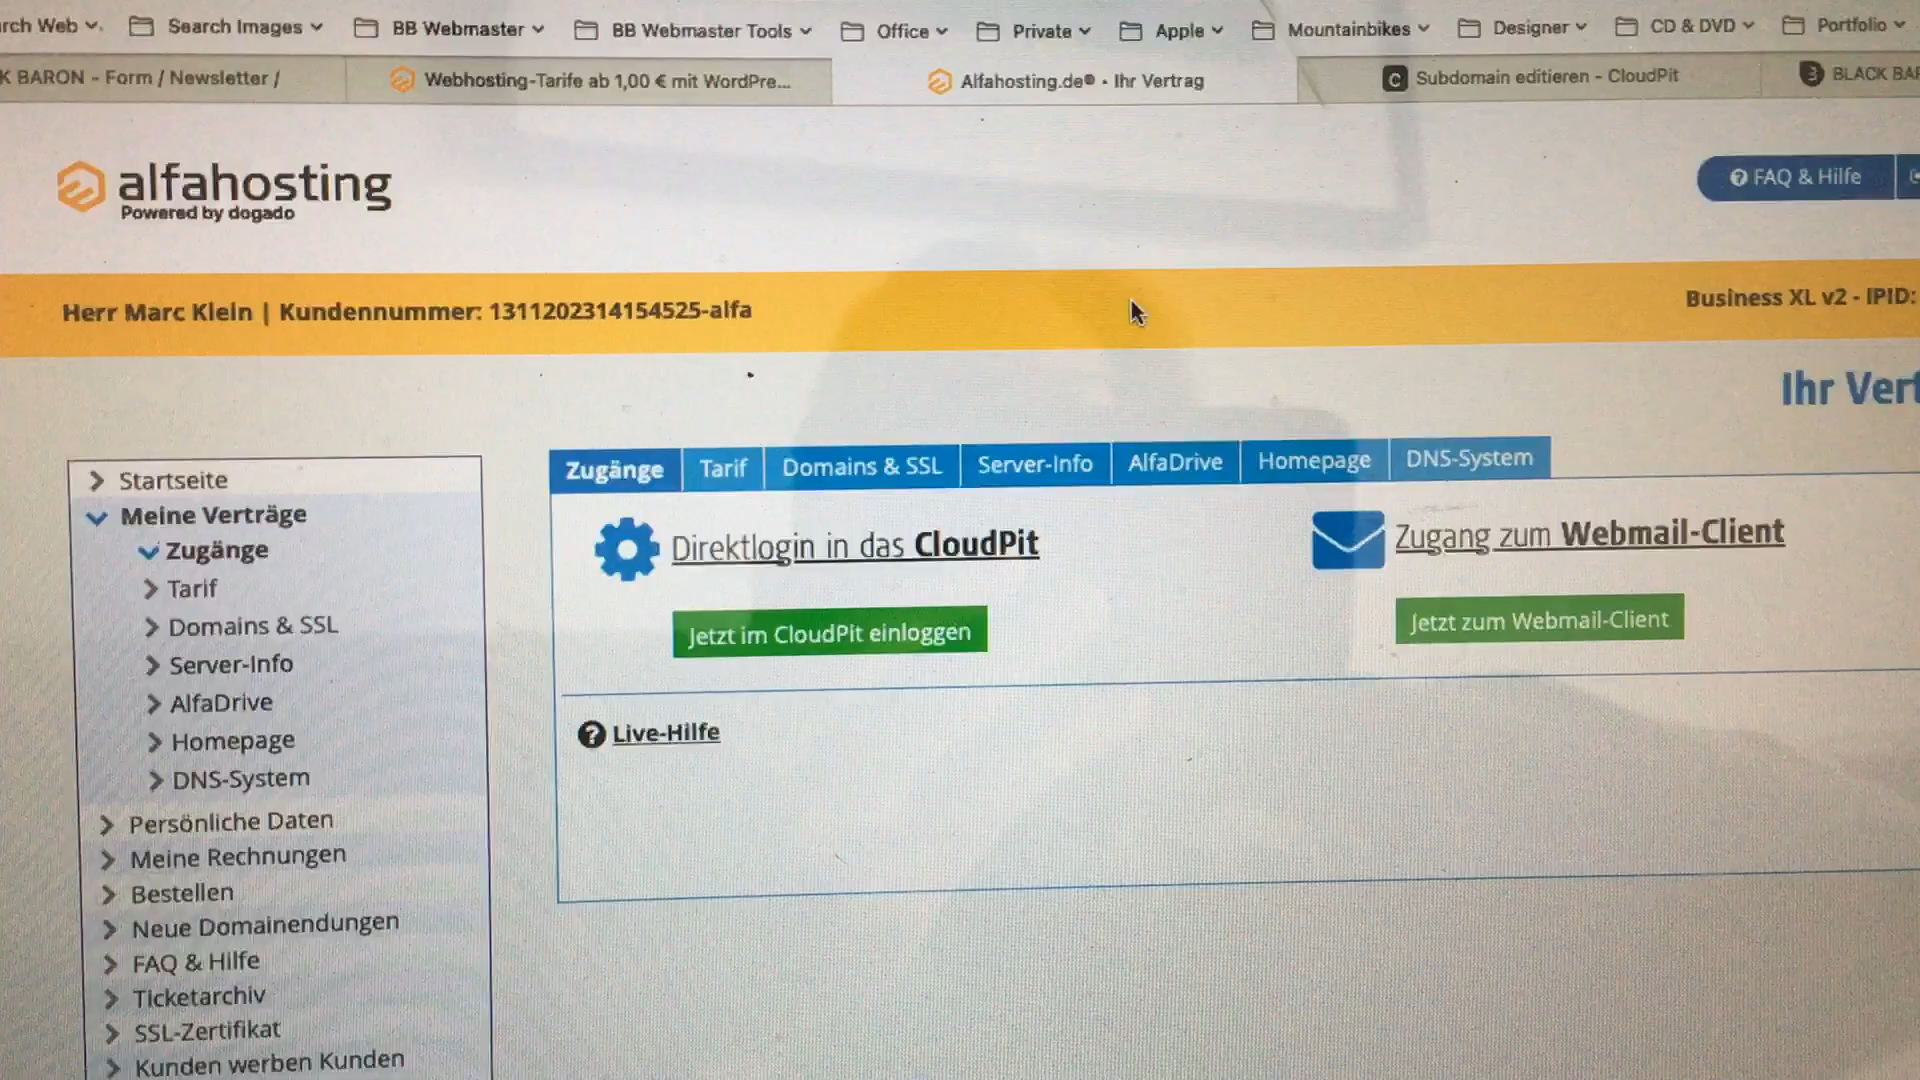 rch Web Search Images BB Webmaster BB Webmaster Tools Office Private Apple Mountainbikes Designer CD & DVD Portfolio
K BARON - Form / Newsletter / Webhosting-Tarife ab 1,00 € mit WordPre... Alfahosting.de® • Ihr Vertrag Subdomain editieren - CloudPit BLACK BAR
alfahosting
Powered by dogado
FAQ & Hilfe
Herr Marc Klein | Kundennummer: 1311202314154525-alfa
Business XL v2 - IPID:
Ihr Vert
Startseite
Meine Verträge
Zugänge
Tarif
Domains & SSL
Server-Info
AlfaDrive
Homepage
DNS-System
Persönliche Daten
Meine Rechnungen
Bestellen
Neue Domainendungen
FAQ & Hilfe
Ticketarchiv
SSL-Zertifikat
Kunden werben Kunden
Zugänge Tarif Domains & SSL Server-Info AlfaDrive Homepage DNS-System
Direktlogin in das CloudPit
Jetzt im CloudPit einloggen
Zugang zum Webmail-Client
Jetzt zum Webmail-Client
Live-Hilfe